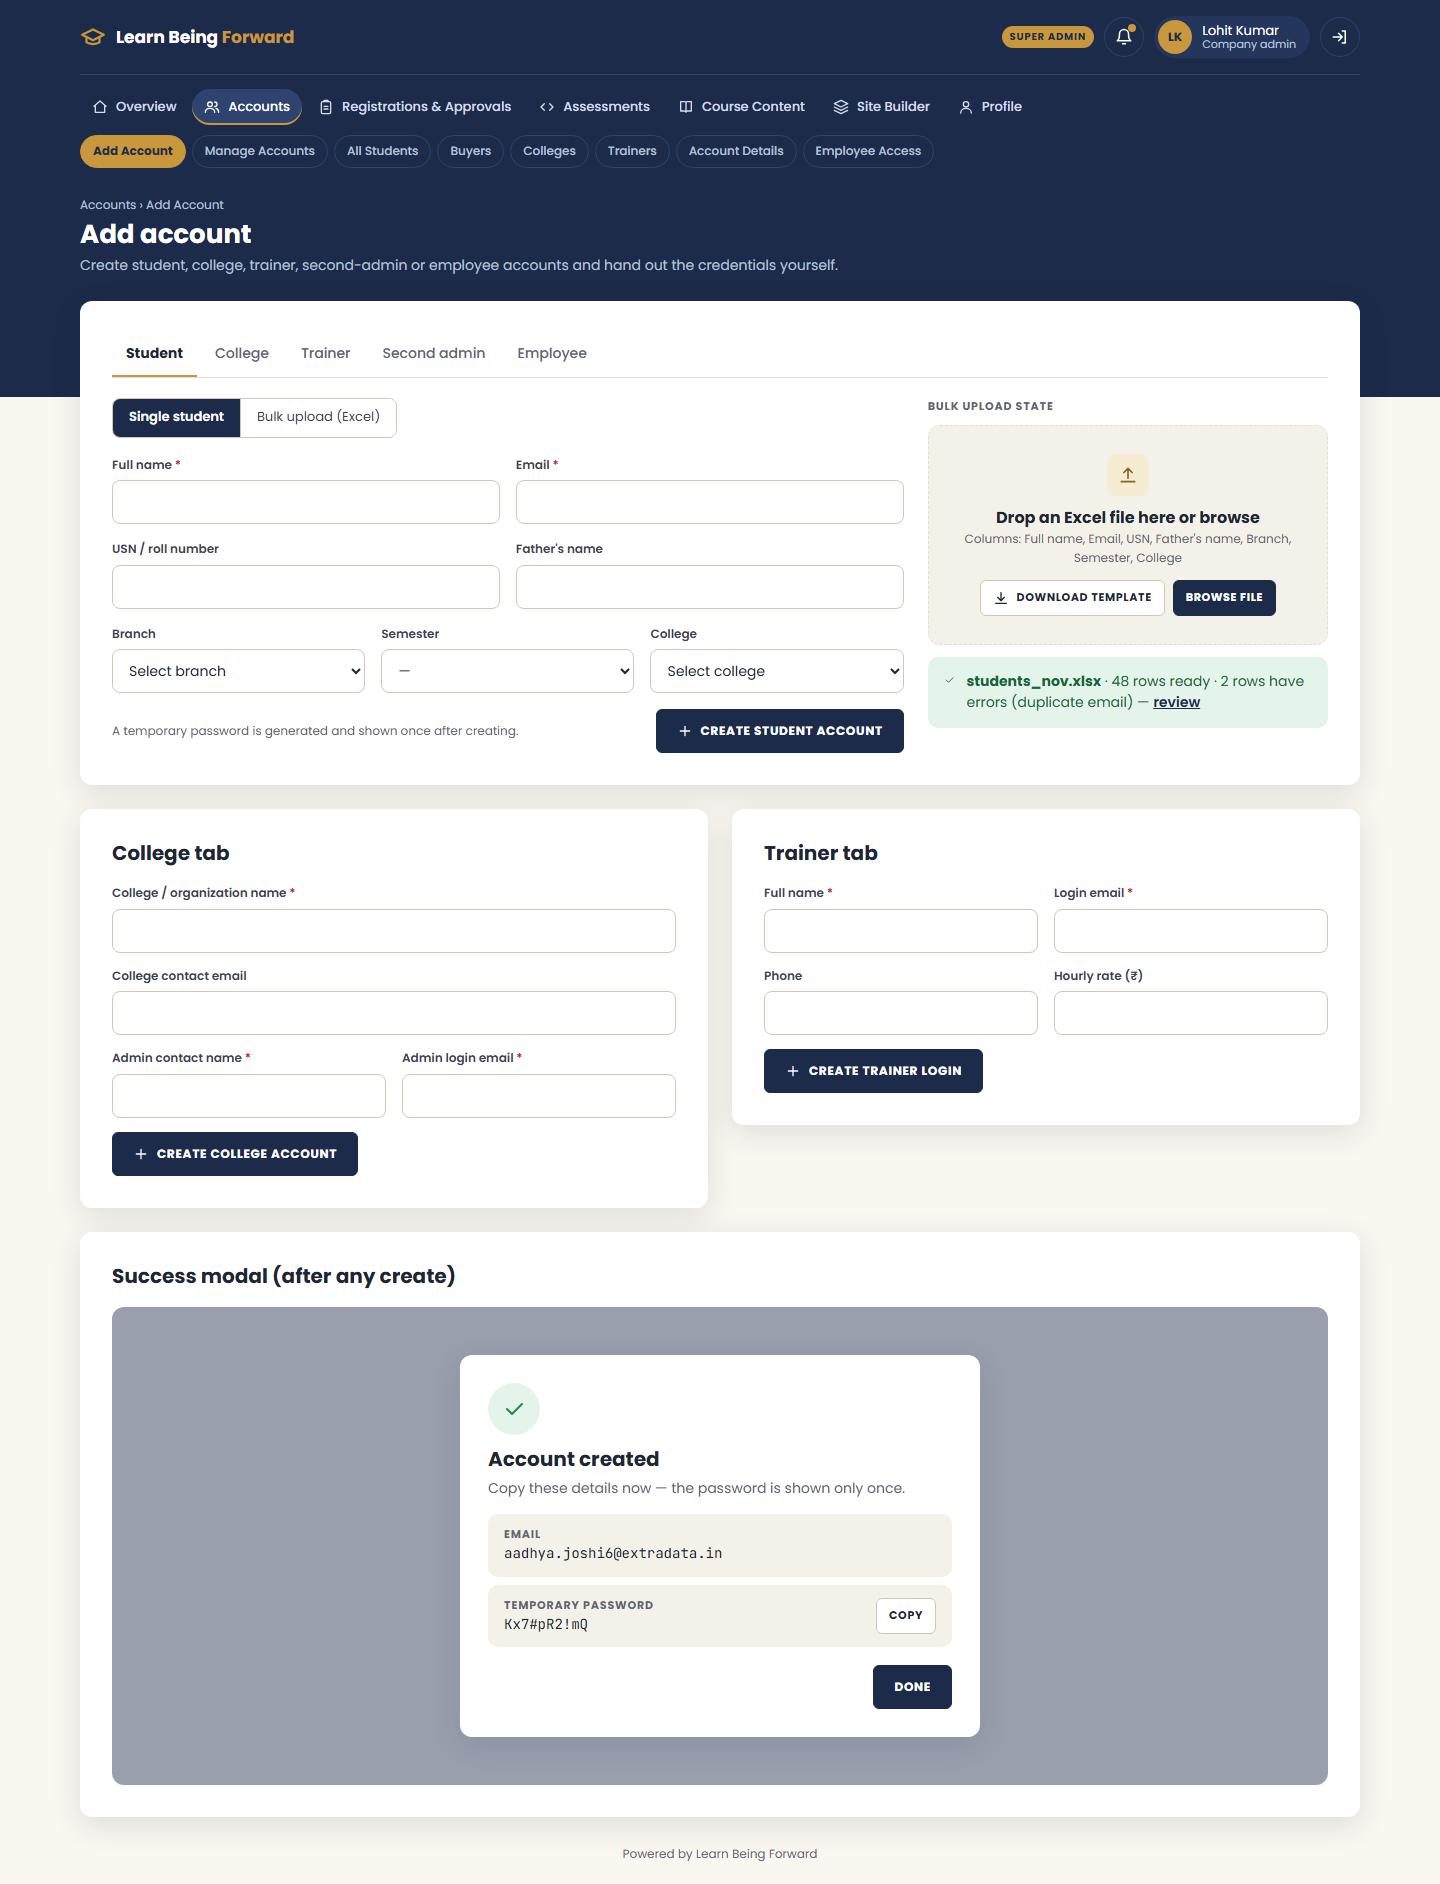 Learn Being Forward
SUPER ADMIN
LK
Lohit Kumar
Company admin
Overview
Accounts
Registrations & Approvals
Assessments
Course Content
Site Builder
Profile
Add Account
Manage Accounts
All Students
Buyers
Colleges
Trainers
Account Details
Employee Access
Accounts › Add Account
Add account
Create student, college, trainer, second-admin or employee accounts and hand out the credentials yourself.
Student
College
Trainer
Second admin
Employee
Single student
Bulk upload (Excel)
Full name *
Email *
USN / roll number
Father's name
Branch
Semester
College
Select branch
—
Select college
A temporary password is generated and shown once after creating.
CREATE STUDENT ACCOUNT
BULK UPLOAD STATE
Drop an Excel file here or browse
Columns: Full name, Email, USN, Father's name, Branch,
Semester, College
DOWNLOAD TEMPLATE
BROWSE FILE
students_nov.xlsx · 48 rows ready · 2 rows have
errors (duplicate email) — review
College tab
College / organization name *
College contact email
Admin contact name *
Admin login email *
CREATE COLLEGE ACCOUNT
Trainer tab
Full name *
Login email *
Phone
Hourly rate (₹)
CREATE TRAINER LOGIN
Success modal (after any create)
Account created
Copy these details now — the password is shown only once.
EMAIL
aadhya.joshi6@extradata.in
TEMPORARY PASSWORD
Kx7#pR2!mQ
COPY
DONE
Powered by Learn Being Forward